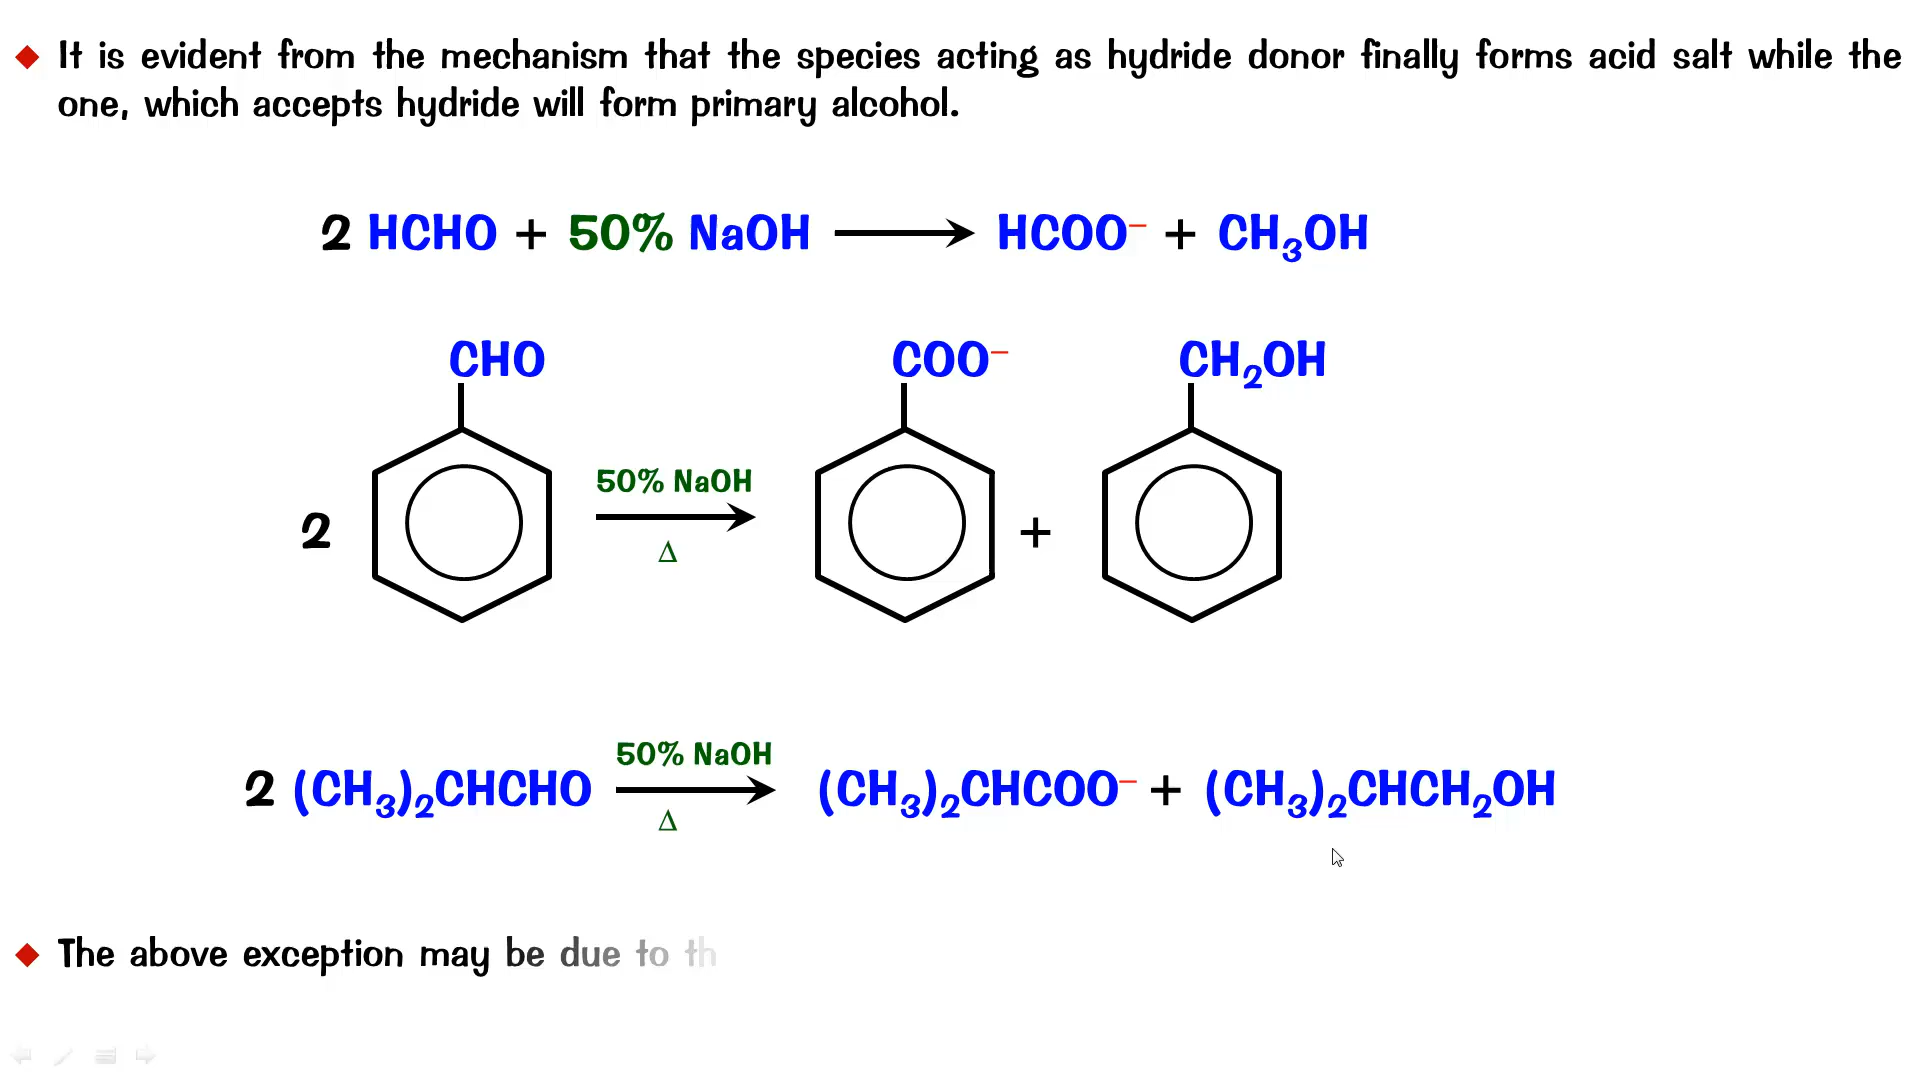 ◆ It is evident from the mechanism that the species acting as hydride donor finally forms acid salt while the
one, which accepts hydride will form primary alcohol.
2 HCHO + 50% NaOH ⟶ HCOO⁻ + CH₃OH
CHO COO⁻ CH₂OH
50% NaOH
2 +
Δ
50% NaOH
2 (CH₃)₂CHCHO ⟶ (CH₃)₂CHCOO⁻ + (CH₃)₂CHCH₂OH
Δ
◆ The above exception may be due to th